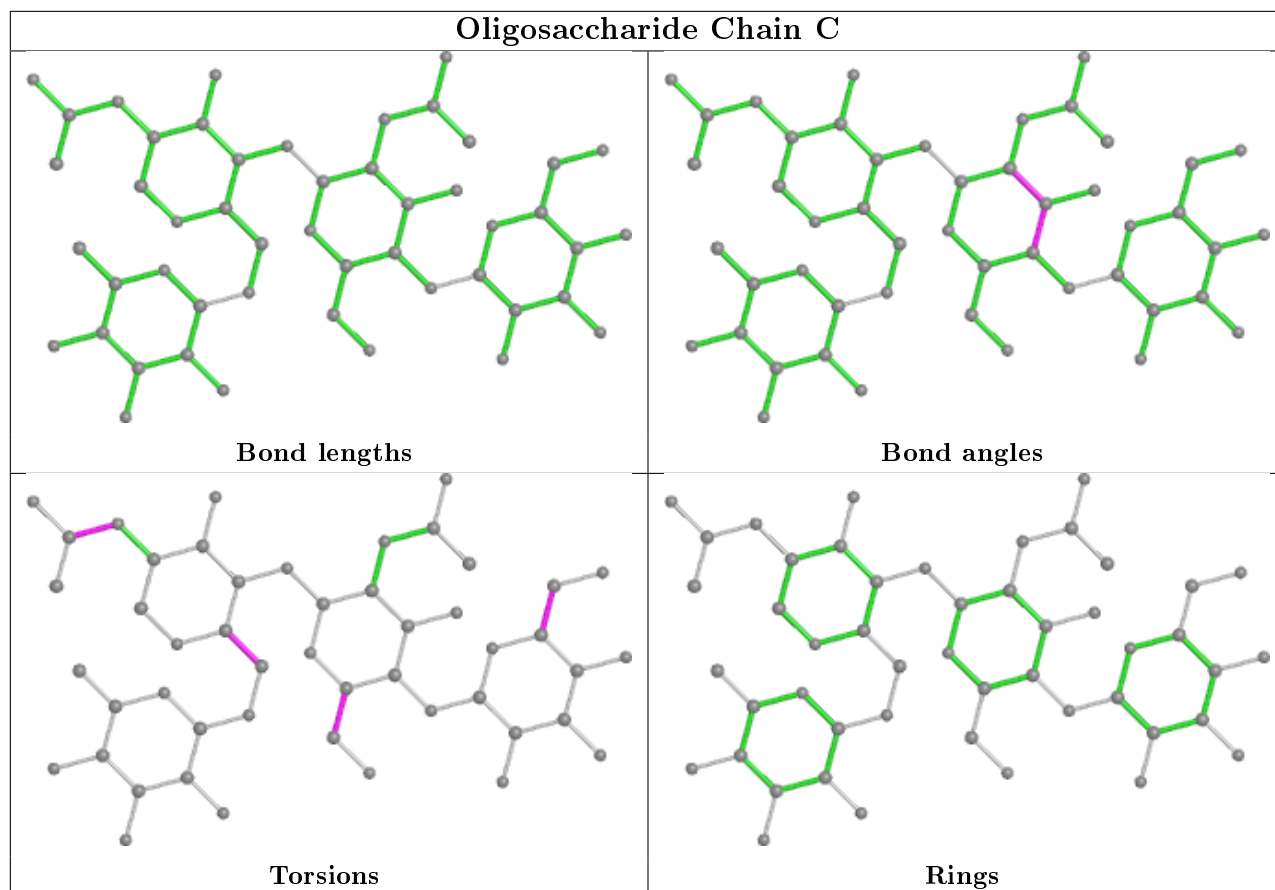 Oligosaccharide Chain C
Bond lengths
Bond angles
Torsions
Rings